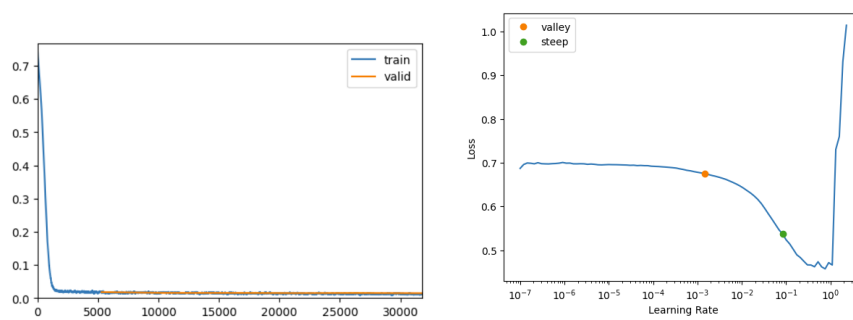 train
valid
0.7
0.6
0.5
0.4
0.3
0.2
0.1
0.0
0 5000 10000 15000 20000 25000 30000
valley
steep
1.0
0.9
0.8
0.7
0.6
0.5
Loss
10⁻⁷ 10⁻⁶ 10⁻⁵ 10⁻⁴ 10⁻³ 10⁻² 10⁻¹ 10⁰
Learning Rate